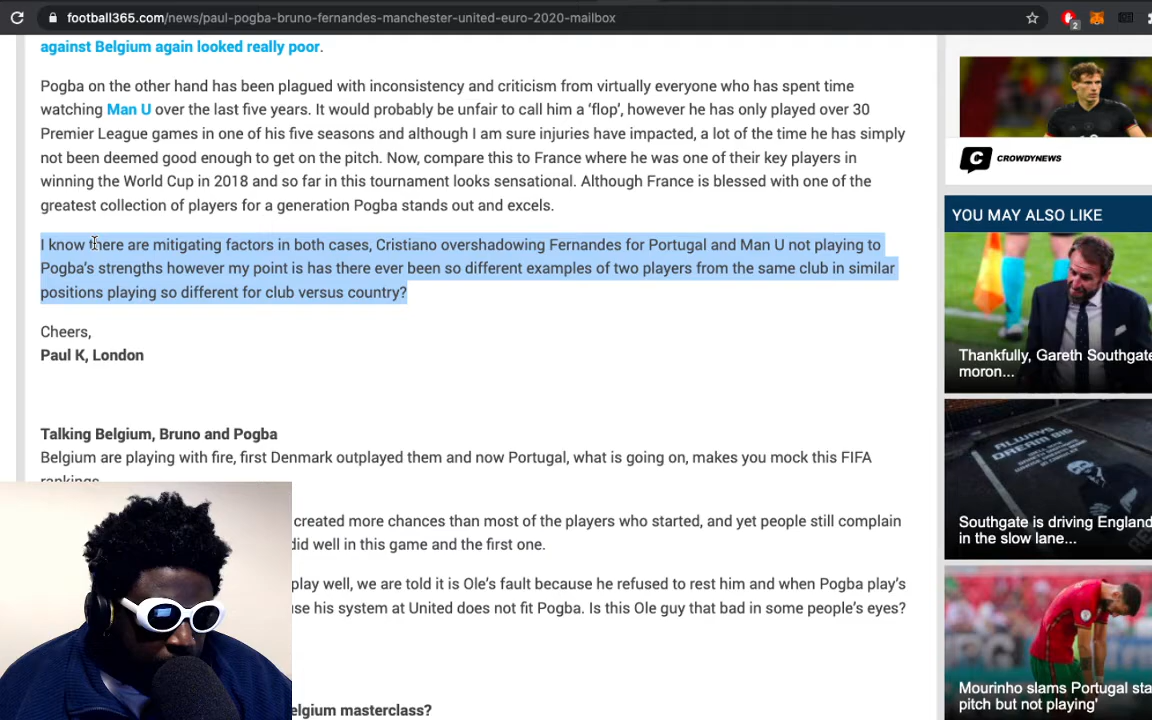 football365.com/news/paul-pogba-bruno-fernandes-manchester-united-euro-2020-mailbox
2
against Belgium again looked really poor.
Pogba on the other hand has been plagued with inconsistency and criticism from virtually everyone who has spent time
watching Man U over the last five years. It would probably be unfair to call him a ‘flop’, however he has only played over 30
Premier League games in one of his five seasons and although I am sure injuries have impacted, a lot of the time he has simply
not been deemed good enough to get on the pitch. Now, compare this to France where he was one of their key players in
winning the World Cup in 2018 and so far in this tournament looks sensational. Although France is blessed with one of the
greatest collection of players for a generation Pogba stands out and excels.
I know there are mitigating factors in both cases, Cristiano overshadowing Fernandes for Portugal and Man U not playing to
Pogba’s strengths however my point is has there ever been so different examples of two players from the same club in similar
positions playing so different for club versus country?
Cheers,
Paul K, London
Talking Belgium, Bruno and Pogba
Belgium are playing with fire, first Denmark outplayed them and now Portugal, what is going on, makes you mock this FIFA
rankings.
created more chances than most of the players who started, and yet people still complain
did well in this game and the first one.
play well, we are told it is Ole’s fault because he refused to rest him and when Pogba play’s
use his system at United does not fit Pogba. Is this Ole guy that bad in some people’s eyes?
elgium masterclass?
C CROWDYNEWS
YOU MAY ALSO LIKE
Thankfully, Gareth Southgate
moron...
ALWAYS
DREAM BIG
Southgate is driving England
in the slow lane...
Mourinho slams Portugal sta
pitch but not playing'